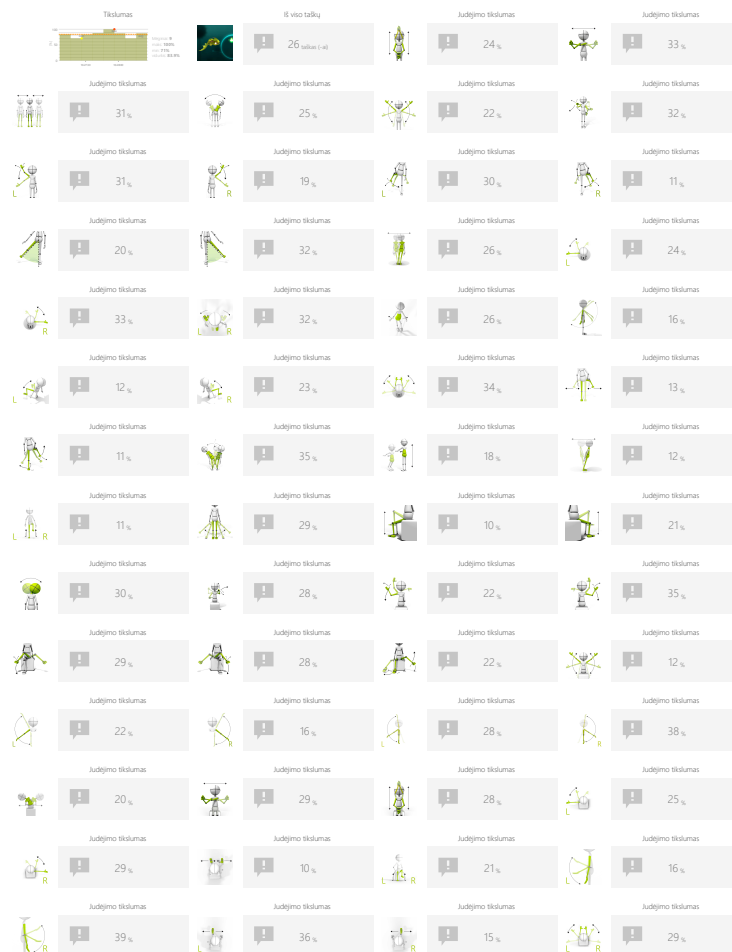 Tikslumas
Iš viso taškų
Judėjimo tikslumas
Judėjimo tikslumas
26 taškas (-ai)
24 %
33 %
Judėjimo tikslumas
Judėjimo tikslumas
Judėjimo tikslumas
Judėjimo tikslumas
31 %
25 %
22 %
32 %
Judėjimo tikslumas
Judėjimo tikslumas
Judėjimo tikslumas
Judėjimo tikslumas
L
31 %
R
19 %
L
30 %
R
11 %
Judėjimo tikslumas
Judėjimo tikslumas
Judėjimo tikslumas
Judėjimo tikslumas
20 %
32 %
26 %
L
24 %
Judėjimo tikslumas
Judėjimo tikslumas
Judėjimo tikslumas
Judėjimo tikslumas
R
33 %
L R
32 %
26 %
16 %
Judėjimo tikslumas
Judėjimo tikslumas
Judėjimo tikslumas
Judėjimo tikslumas
L
12 %
R
23 %
34 %
13 %
Judėjimo tikslumas
Judėjimo tikslumas
Judėjimo tikslumas
Judėjimo tikslumas
11 %
35 %
18 %
12 %
Judėjimo tikslumas
Judėjimo tikslumas
Judėjimo tikslumas
Judėjimo tikslumas
L R
11 %
29 %
10 %
21 %
Judėjimo tikslumas
Judėjimo tikslumas
Judėjimo tikslumas
Judėjimo tikslumas
30 %
28 %
22 %
35 %
Judėjimo tikslumas
Judėjimo tikslumas
Judėjimo tikslumas
Judėjimo tikslumas
29 %
28 %
22 %
12 %
Judėjimo tikslumas
Judėjimo tikslumas
Judėjimo tikslumas
Judėjimo tikslumas
L
22 %
R
16 %
L
28 %
R
38 %
Judėjimo tikslumas
Judėjimo tikslumas
Judėjimo tikslumas
Judėjimo tikslumas
20 %
29 %
28 %
L
25 %
Judėjimo tikslumas
Judėjimo tikslumas
Judėjimo tikslumas
Judėjimo tikslumas
R
29 %
10 %
L R
21 %
L
16 %
Judėjimo tikslumas
Judėjimo tikslumas
Judėjimo tikslumas
Judėjimo tikslumas
R
39 %
L
36 %
R
15 %
L R
29 %